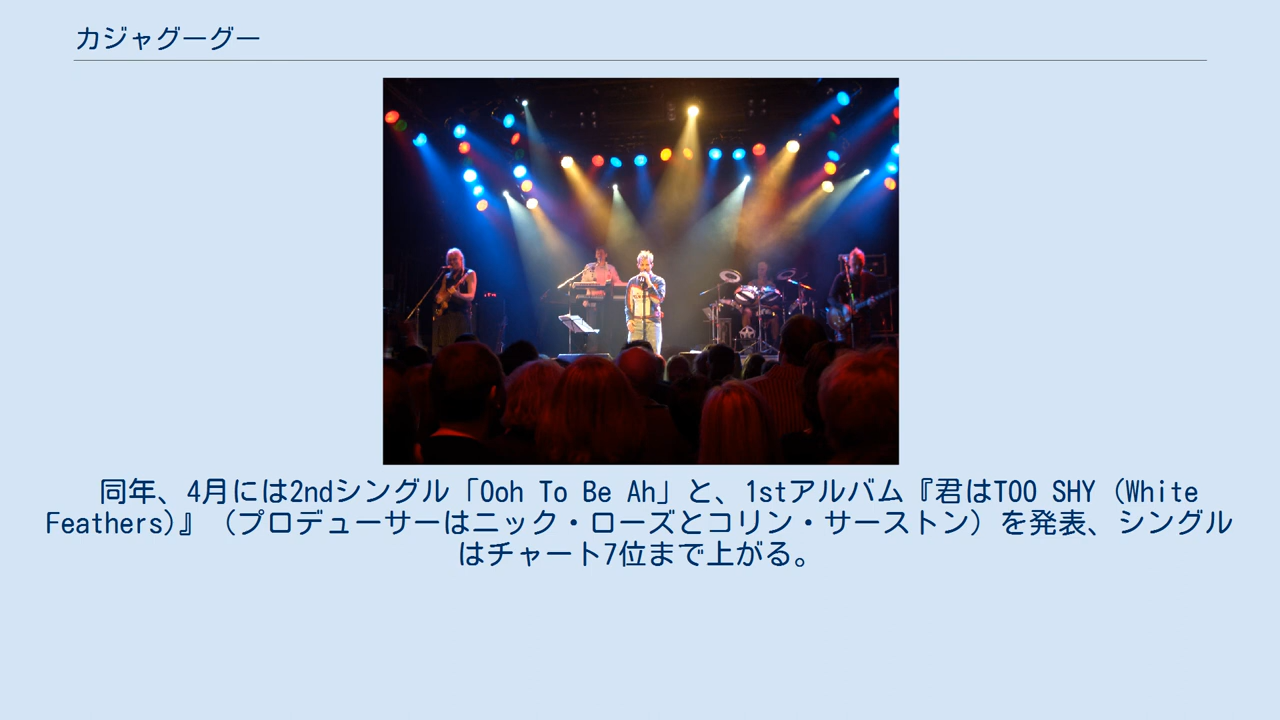 カジャグーグー
同年、4月には2ndシングル「Ooh To Be Ah」と、1stアルバム『君はTOO SHY (White
Feathers)』（プロデューサーはニック・ローズとコリン・サーストン）を発表、シングル
はチャート7位まで上がる。